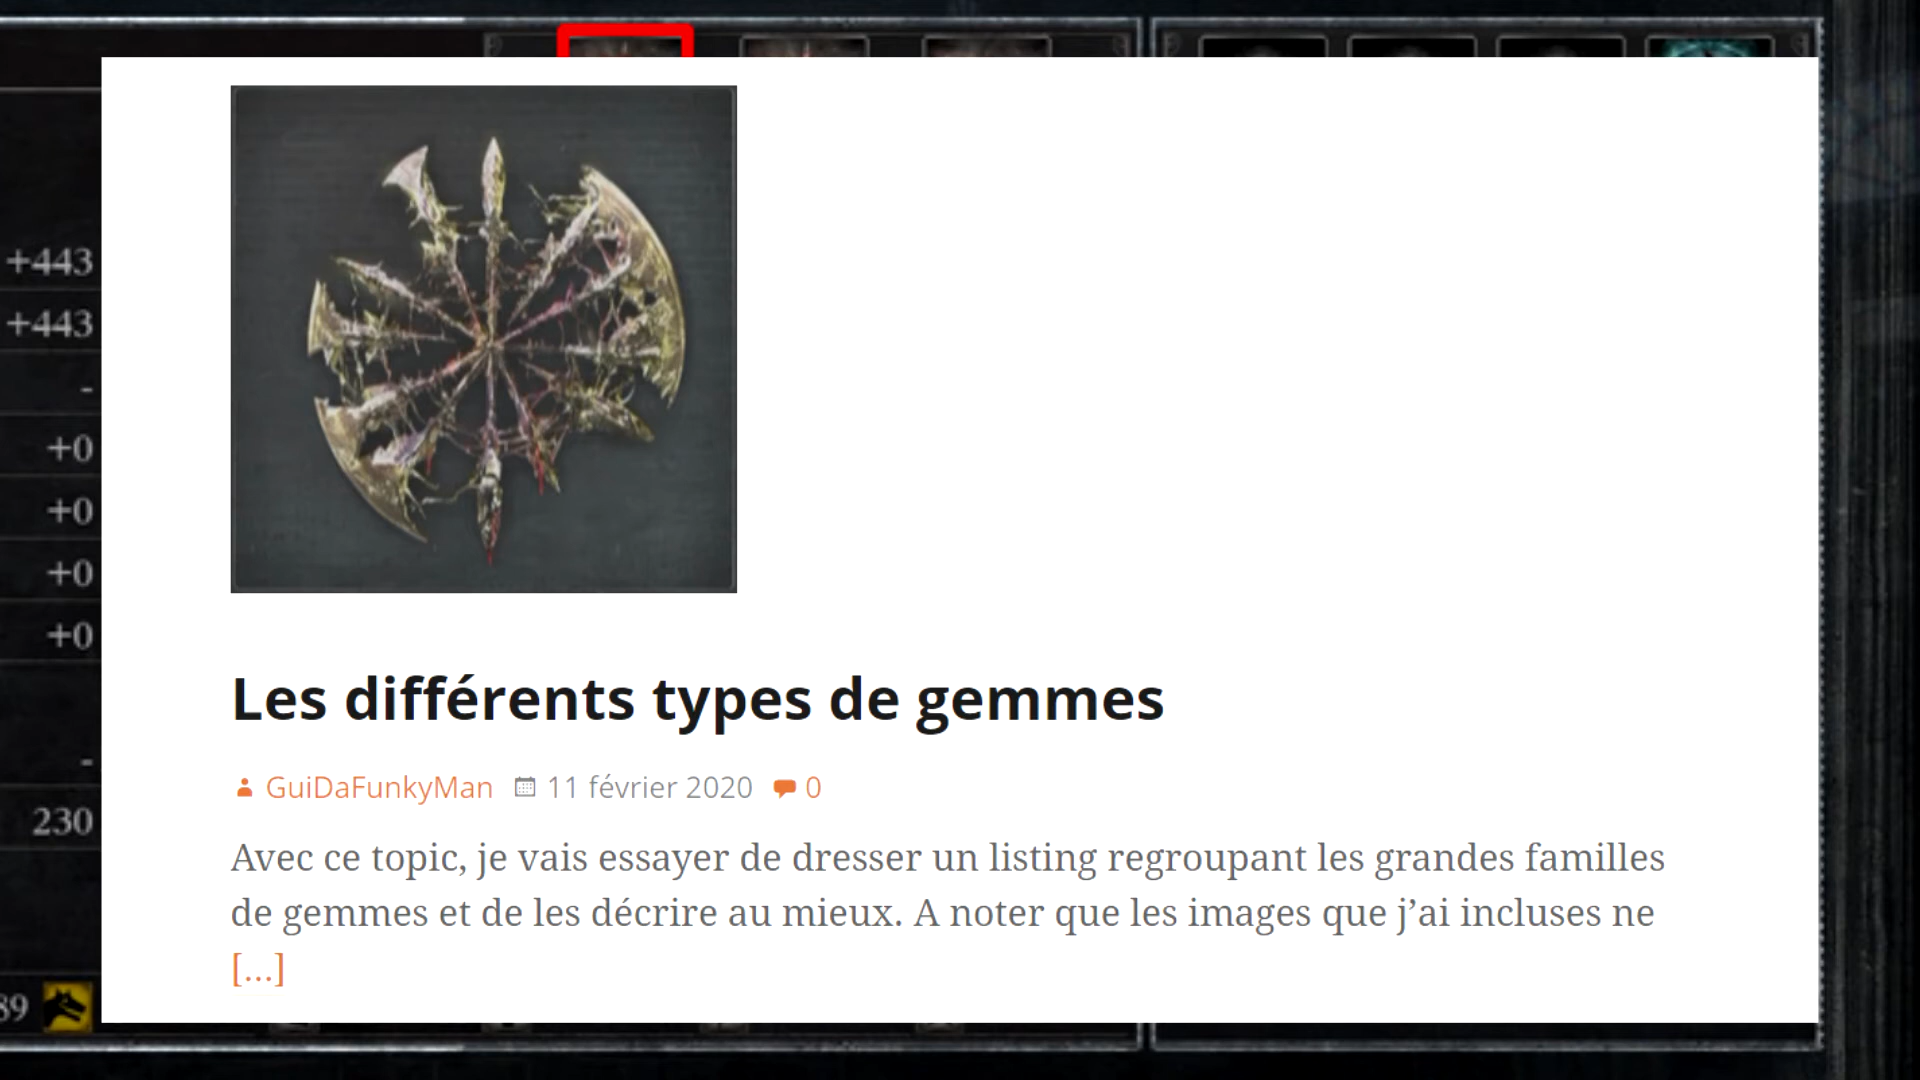 +443
+443
-
+0
+0
+0
+0
-
230
89
Les différents types de gemmes
GuiDaFunkyMan 11 février 2020 0
Avec ce topic, je vais essayer de dresser un listing regroupant les grandes familles
de gemmes et de les décrire au mieux. A noter que les images que j’ai incluses ne
[…]